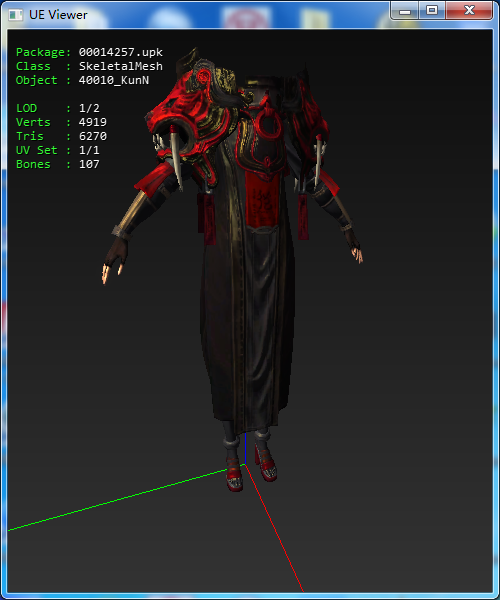 UE Viewer
Package: 00014257.upk
Class : SkeletalMesh
Object : 40010_KunN
LOD : 1/2
Verts : 4919
Tris : 6270
UV Set : 1/1
Bones : 107